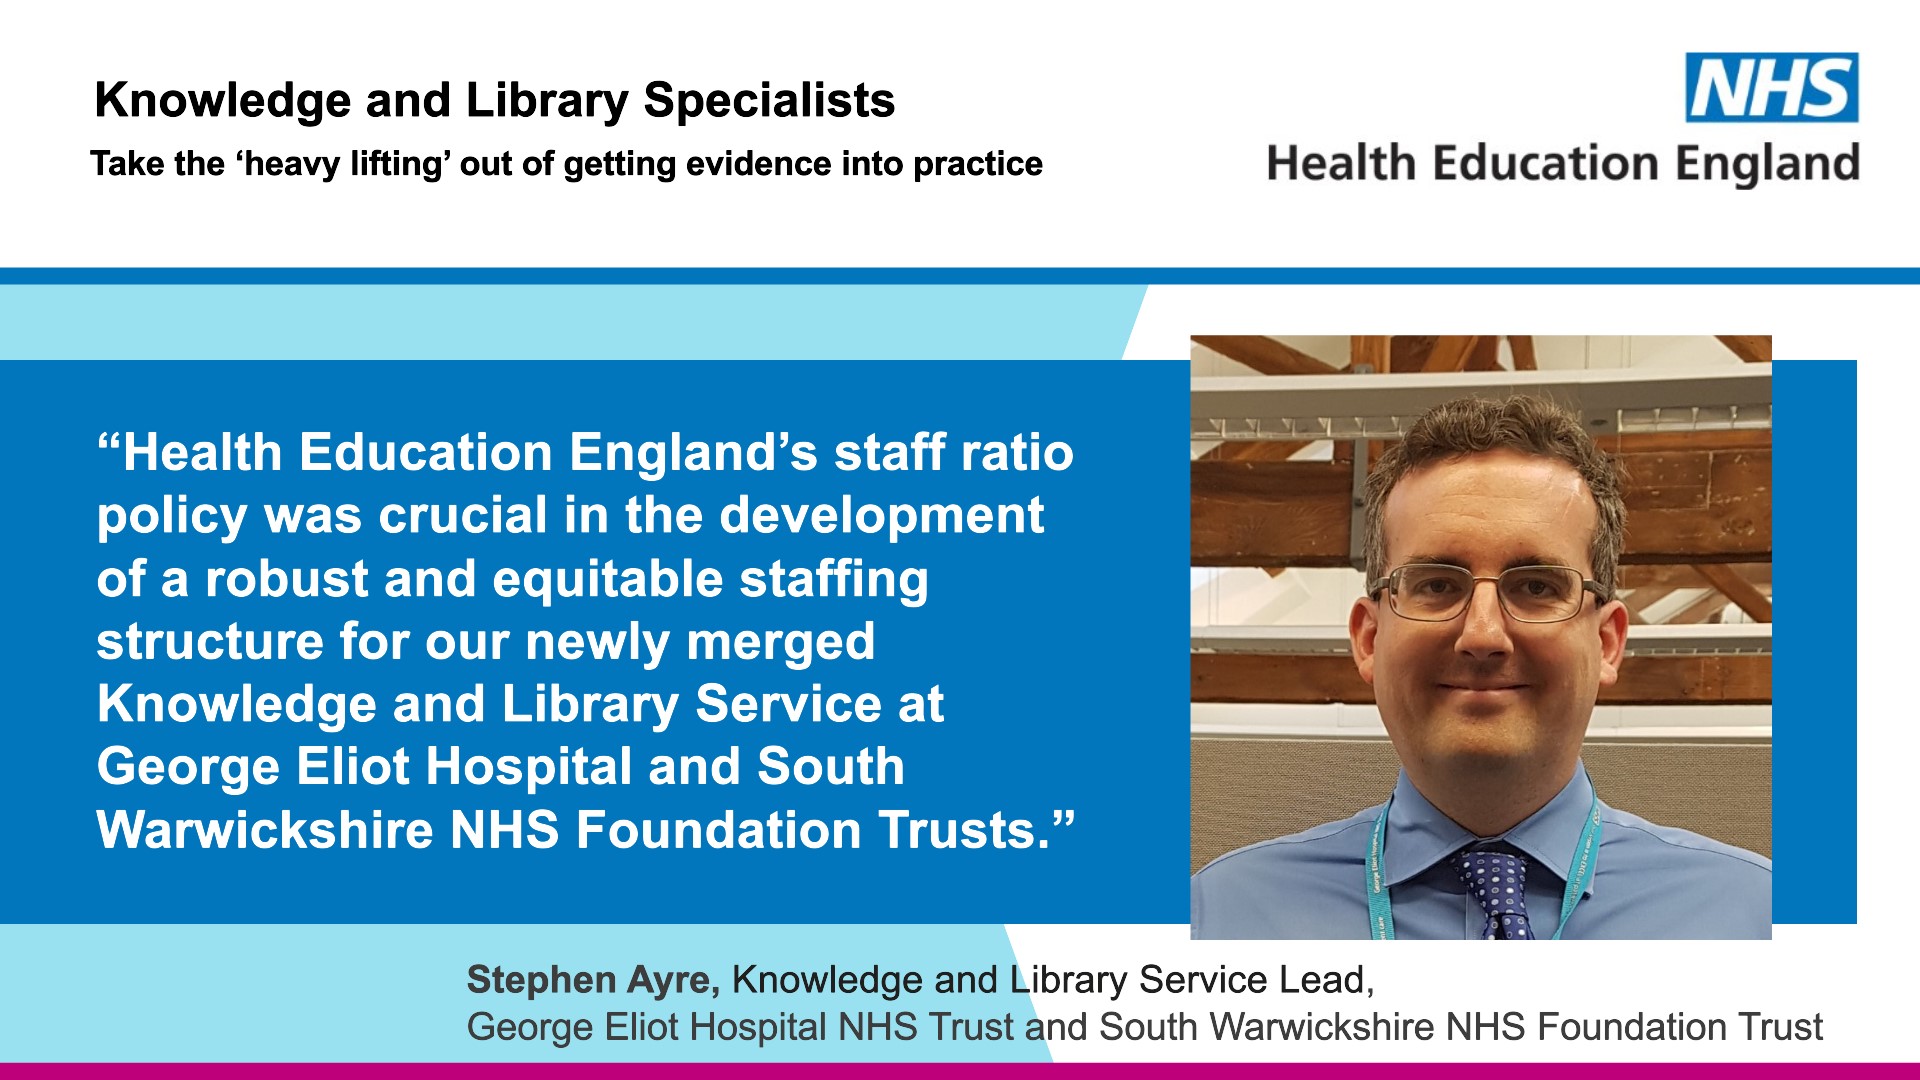 Knowledge and Library Specialists
Take the ‘heavy lifting’ out of getting evidence into practice
NHS
Health Education England
“Health Education England’s staff ratio
policy was crucial in the development
of a robust and equitable staffing
structure for our newly merged
Knowledge and Library Service at
George Eliot Hospital and South
Warwickshire NHS Foundation Trusts.”
Stephen Ayre, Knowledge and Library Service Lead,
George Eliot Hospital NHS Trust and South Warwickshire NHS Foundation Trust